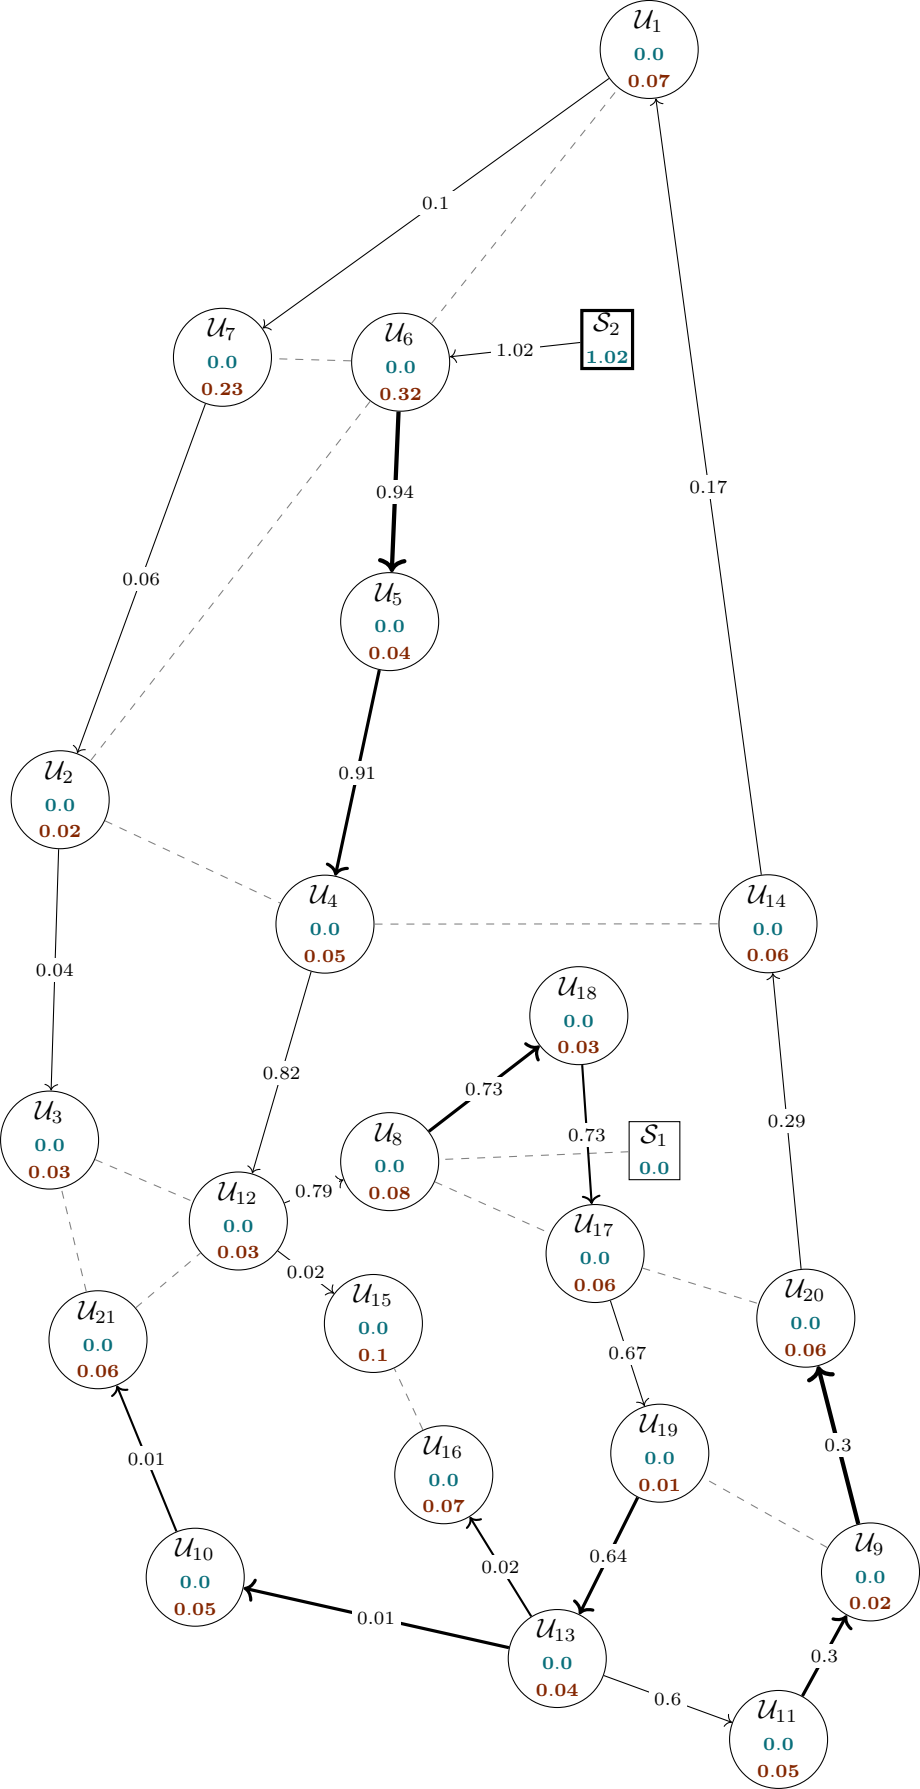 𝒰₁
0.0
0.07
0.1
𝒰₇
0.0
0.23
𝒰₆
0.0
0.32
1.02
𝒮₂
1.02
0.94
0.17
0.06
𝒰₅
0.0
0.04
0.91
𝒰₂
0.0
0.02
𝒰₄
0.0
0.05
𝒰₁₄
0.0
0.06
0.04
0.82
𝒰₁₈
0.0
0.03
0.73
0.73
0.29
𝒰₃
0.0
0.03
𝒰₈
0.0
0.08
𝒮₁
0.0
𝒰₁₂
0.0
0.03
0.79
𝒰₁₇
0.0
0.06
0.02
𝒰₂₁
0.0
0.06
𝒰₁₅
0.0
0.1
𝒰₂₀
0.0
0.06
0.67
0.01
𝒰₁₆
0.0
0.07
𝒰₁₉
0.0
0.01
0.3
𝒰₁₀
0.0
0.05
0.02
0.64
𝒰₉
0.0
0.02
0.01
𝒰₁₃
0.0
0.04
0.3
0.6
𝒰₁₁
0.0
0.05